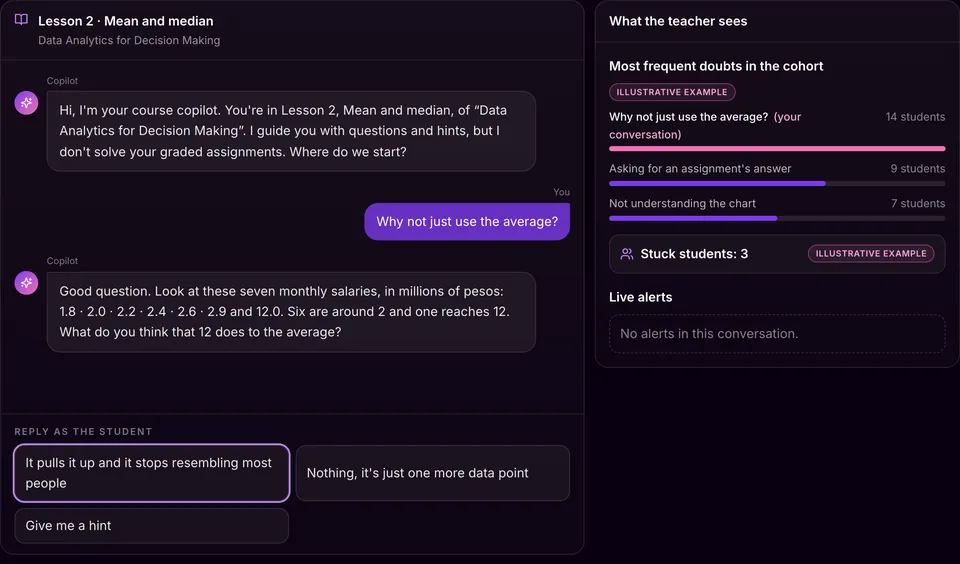 Lesson 2 · Mean and median
Data Analytics for Decision Making
Copilot
Hi, I'm your course copilot. You're in Lesson 2, Mean and median, of “Data
Analytics for Decision Making”. I guide you with questions and hints, but I
don't solve your graded assignments. Where do we start?
You
Why not just use the average?
Copilot
Good question. Look at these seven monthly salaries, in millions of pesos:
1.8 · 2.0 · 2.2 · 2.4 · 2.6 · 2.9 and 12.0. Six are around 2 and one reaches 12.
What do you think that 12 does to the average?
REPLY AS THE STUDENT
It pulls it up and it stops resembling most
people
Nothing, it's just one more data point
Give me a hint
What the teacher sees
Most frequent doubts in the cohort
ILLUSTRATIVE EXAMPLE
Why not just use the average? (your
conversation)
14 students
Asking for an assignment's answer
9 students
Not understanding the chart
7 students
Stuck students: 3
ILLUSTRATIVE EXAMPLE
Live alerts
No alerts in this conversation.